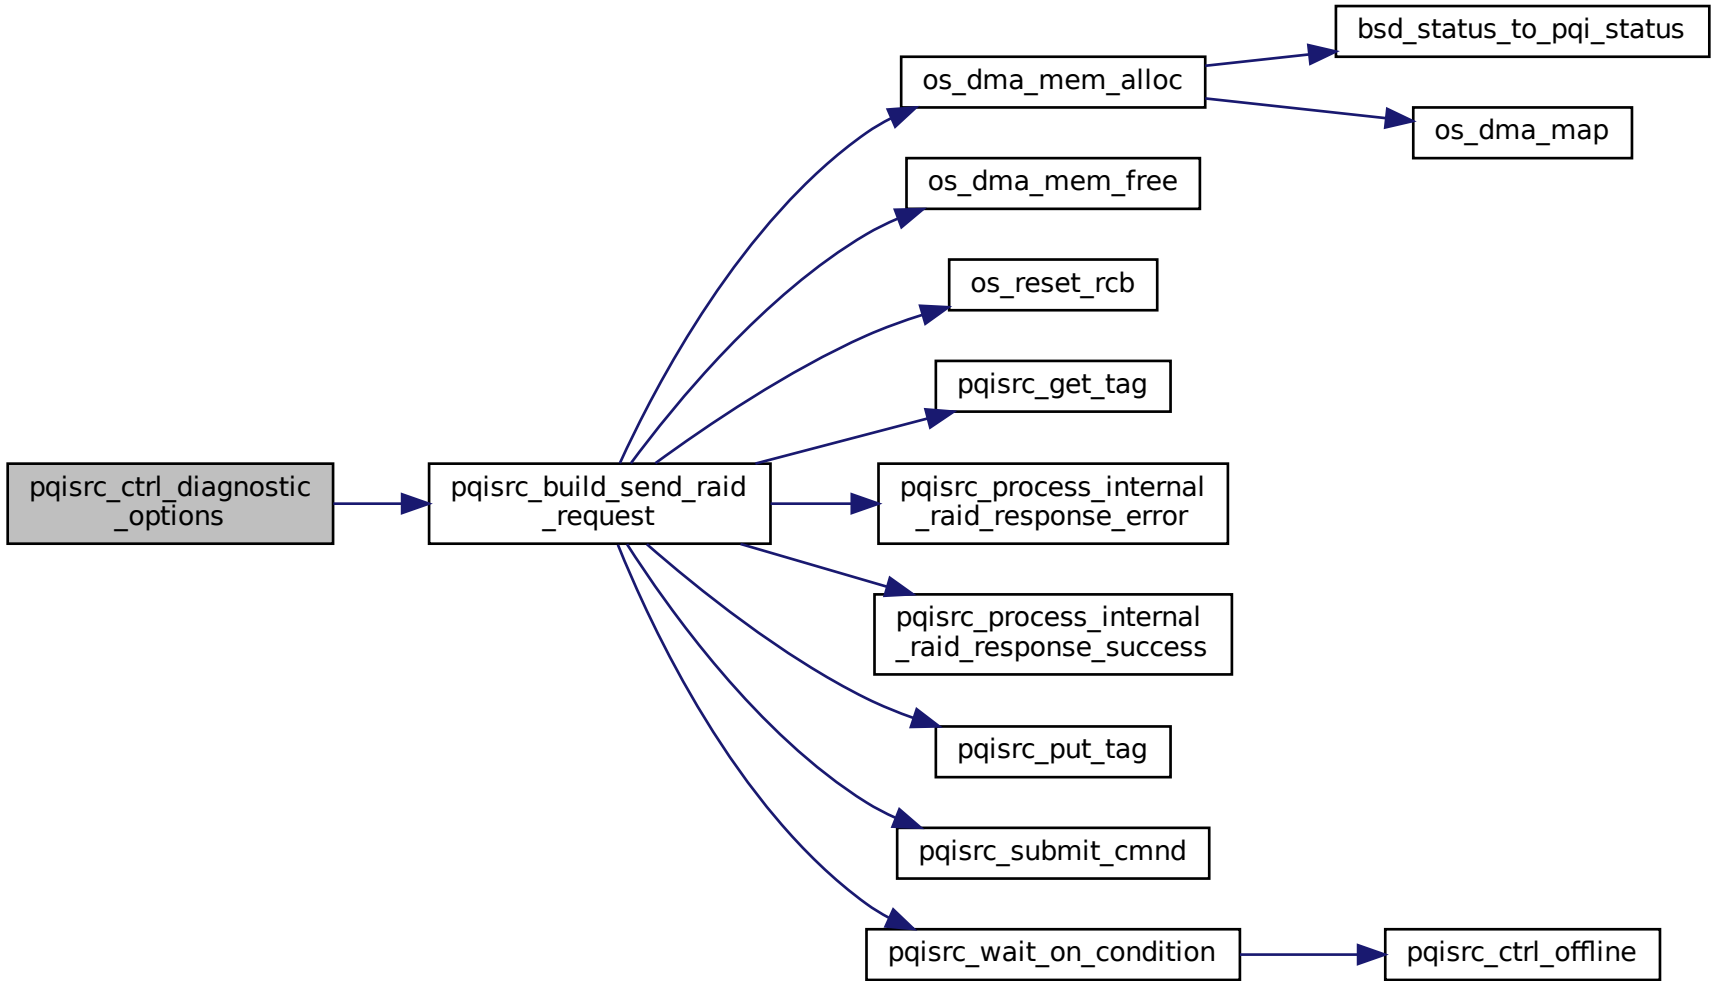 bsd_status_to_pqi_status
os_dma_mem_alloc
os_dma_map
os_dma_mem_free
os_reset_rcb
pqisrc_get_tag
pqisrc_ctrl_diagnostic
_options
pqisrc_build_send_raid
_request
pqisrc_process_internal
_raid_response_error
pqisrc_process_internal
_raid_response_success
pqisrc_put_tag
pqisrc_submit_cmnd
pqisrc_wait_on_condition
pqisrc_ctrl_offline